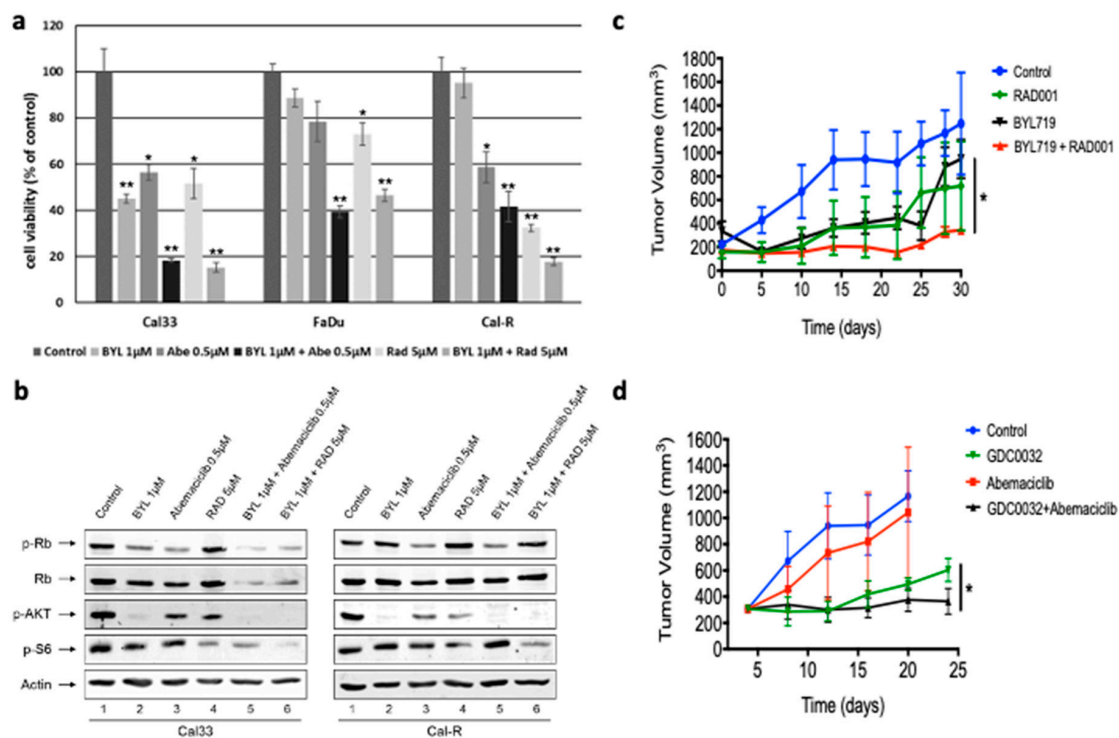 a
cell viability (% of control)
120
100
80
60
40
20
0
** * ** * **
** * **
* ** ** **
Cal33 FaDu Cal-R
Control BYL 1µM Abe 0.5µM BYL 1µM + Abe 0.5µM Rad 5µM BYL 1µM + Rad 5µM
b
Control
BYL 1µM
Abemaciclib 0.5µM
RAD 5µM
BYL 1µM + Abemaciclib 0.5µM
BYL 1µM + RAD 5µM
Control
BYL 1µM
Abemaciclib 0.5µM
RAD 5µM
BYL 1µM + Abemaciclib 0.5µM
BYL 1µM + RAD 5µM
p-Rb
Rb
p-AKT
p-S6
Actin
1 2 3 4 5 6
Cal33
1 2 3 4 5 6
Cal-R
c
Tumor Volume (mm3)
1800
1600
1400
1200
1000
800
600
400
200
0
0 5 10 15 20 25 30
Time (days)
Control
RAD001
BYL719
BYL719 + RAD001
*
d
Tumor Volume (mm3)
1600
1400
1200
1000
800
600
400
200
0
5 10 15 20 25
Time (days)
Control
GDC0032
Abemaciclib
GDC0032+Abemaciclib
*